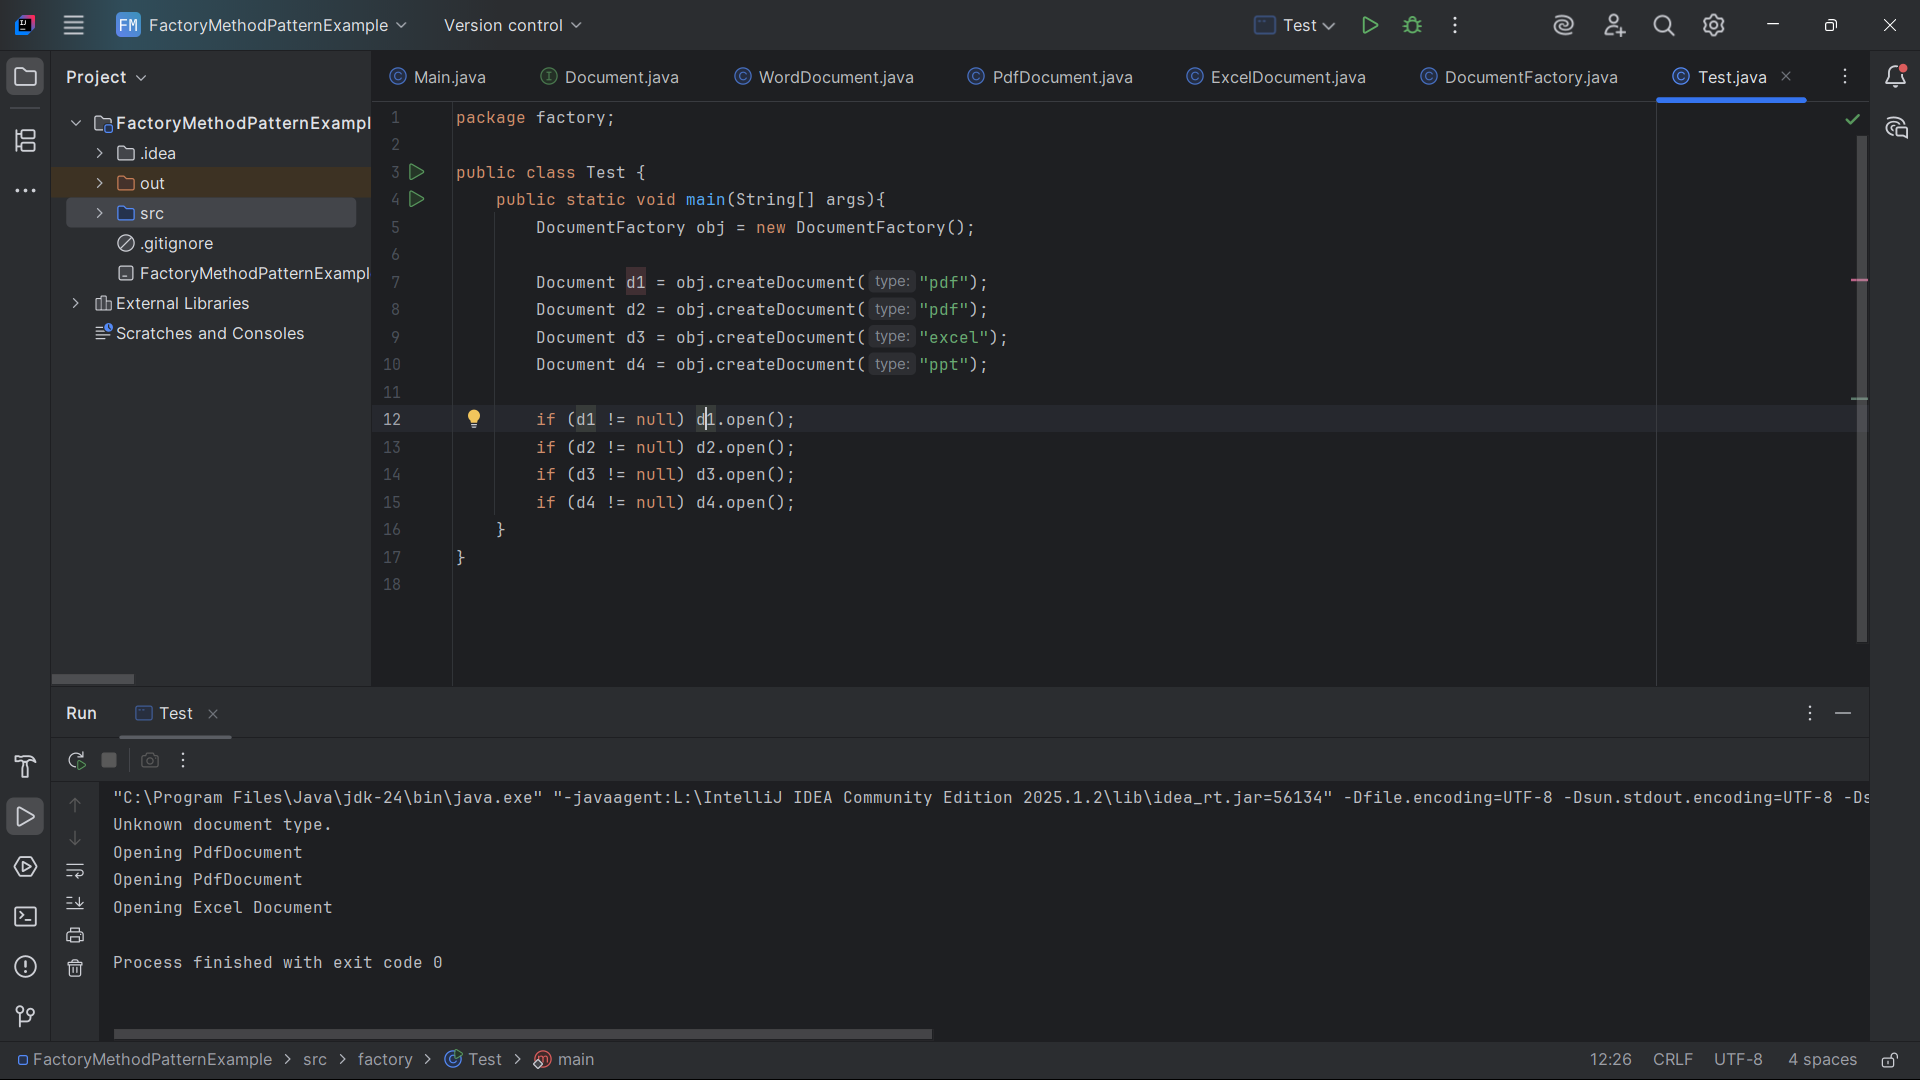 FM FactoryMethodPatternExample Version control Test
Project
Main.java Document.java WordDocument.java PdfDocument.java ExcelDocument.java DocumentFactory.java Test.java
FactoryMethodPatternExampl
.idea
out
src
.gitignore
FactoryMethodPatternExampl
External Libraries
Scratches and Consoles
1 package factory;
2
3 public class Test {
4 public static void main(String[] args){
5 DocumentFactory obj = new DocumentFactory();
6
7 Document d1 = obj.createDocument( type: "pdf");
8 Document d2 = obj.createDocument( type: "pdf");
9 Document d3 = obj.createDocument( type: "excel");
10 Document d4 = obj.createDocument( type: "ppt");
11
12 if (d1 != null) d1.open();
13 if (d2 != null) d2.open();
14 if (d3 != null) d3.open();
15 if (d4 != null) d4.open();
16 }
17 }
18
Run Test
"C:\Program Files\Java\jdk-24\bin\java.exe" "-javaagent:L:\IntelliJ IDEA Community Edition 2025.1.2\lib\idea_rt.jar=56134" -Dfile.encoding=UTF-8 -Dsun.stdout.encoding=UTF-8 -Ds
Unknown document type.
Opening PdfDocument
Opening PdfDocument
Opening Excel Document
Process finished with exit code 0
FactoryMethodPatternExample > src > factory > Test > main 12:26 CRLF UTF-8 4 spaces